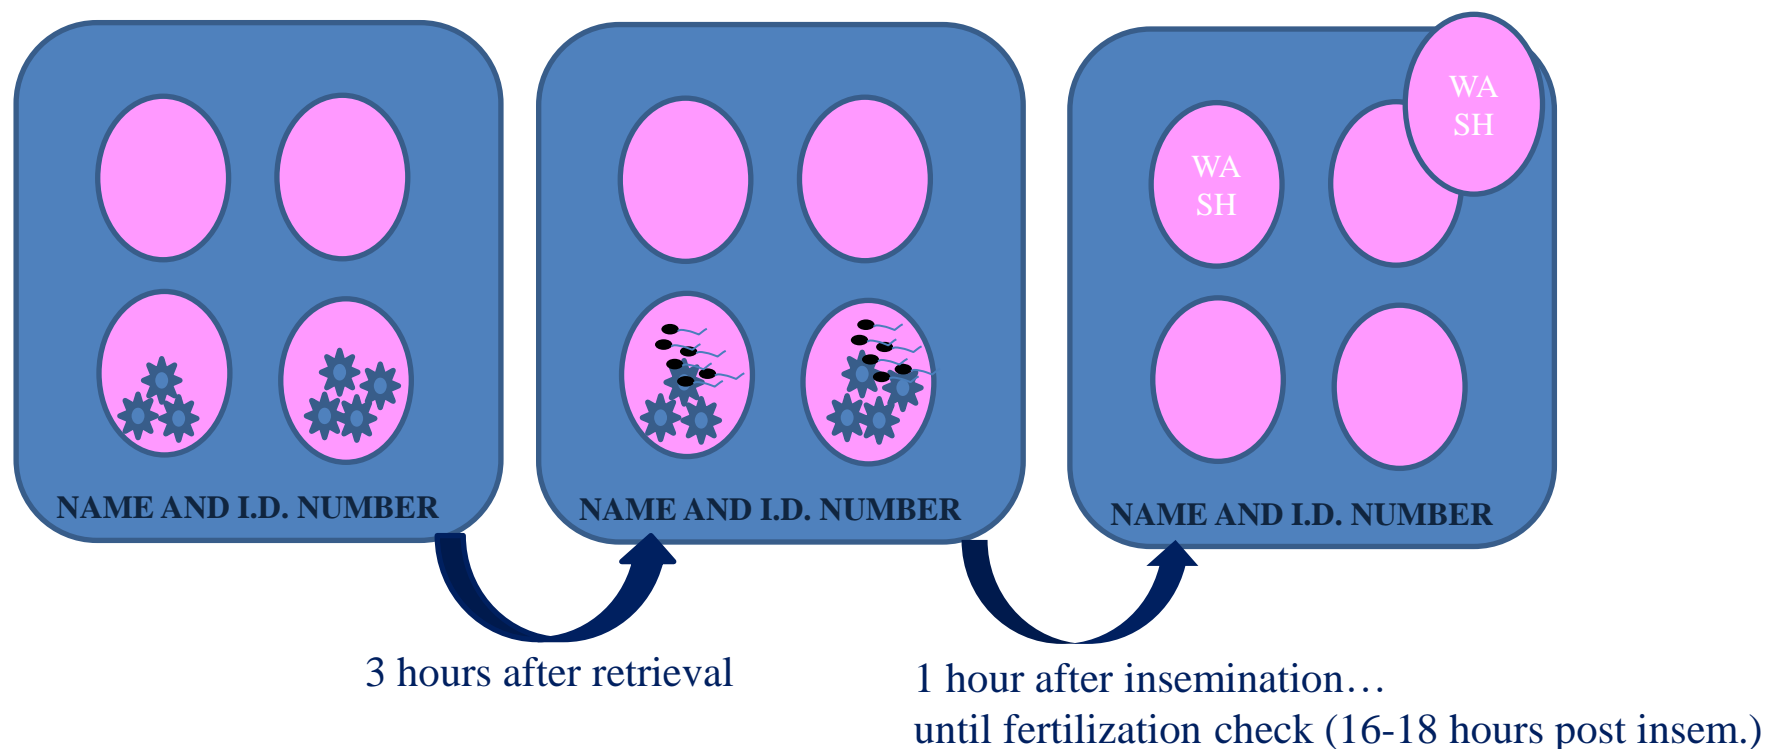 WA
SH
WA
SH
NAME AND I.D. NUMBER
NAME AND I.D. NUMBER
NAME AND I.D. NUMBER
3 hours after retrieval
1 hour after insemination…
until fertilization check (16-18 hours post insem.)